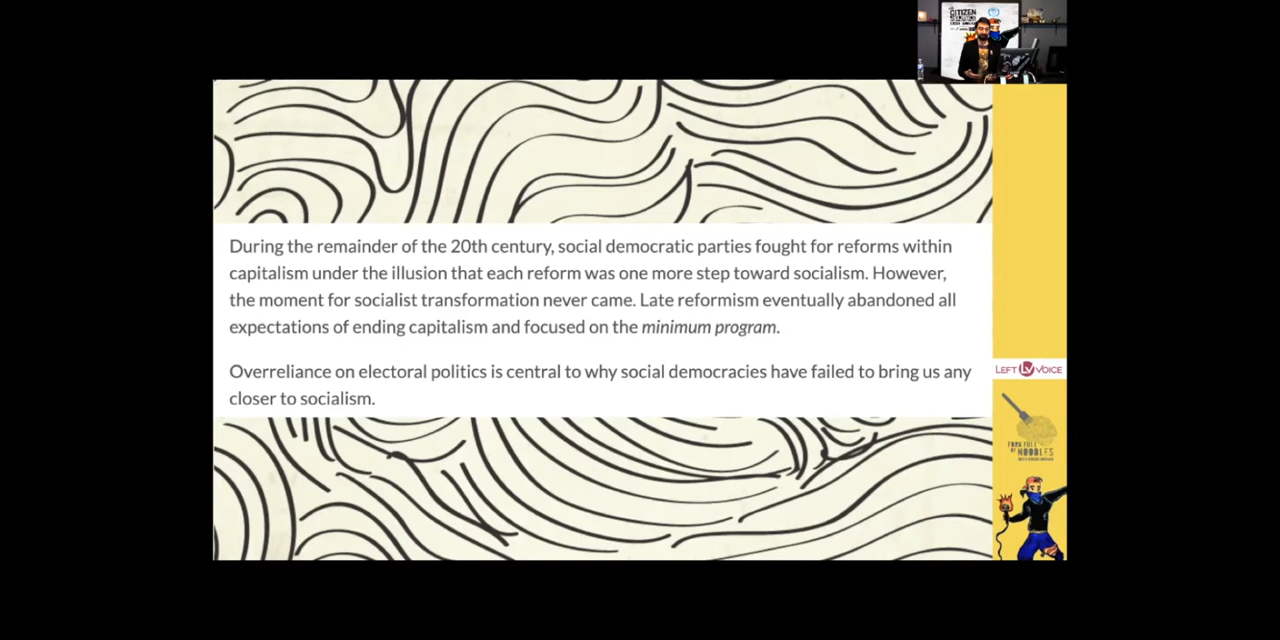 CITIZEN
During the remainder of the 20th century, social democratic parties fought for reforms within
capitalism under the illusion that each reform was one more step toward socialism. However,
the moment for socialist transformation never came. Late reformism eventually abandoned all
expectations of ending capitalism and focused on the minimum program.
Overreliance on electoral politics is central to why social democracies have failed to bring us any
closer to socialism.
LEFT LV VOICE
FORK FULL
OF NOODLES